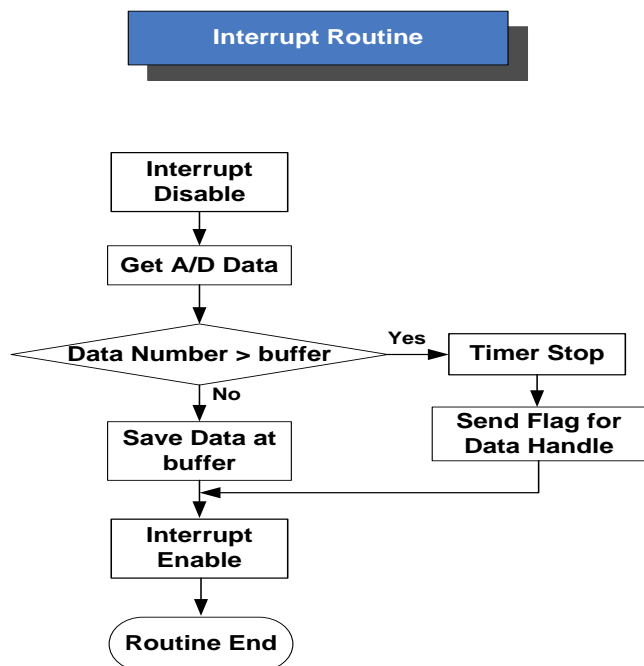 Interrupt Routine
Interrupt
Disable
Get A/D Data
Data Number > buffer
Yes
Timer Stop
No
Send Flag for
Data Handle
Save Data at
buffer
Interrupt
Enable
Routine End